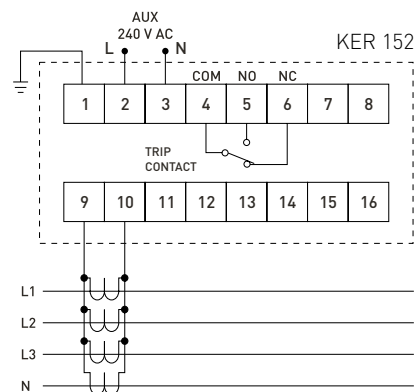 AUX
240 V AC
L N
KER 152
COM NO NC
1 2 3 4 5 6 7 8
TRIP
CONTACT
9 10 11 12 13 14 15 16
L1
L2
L3
N